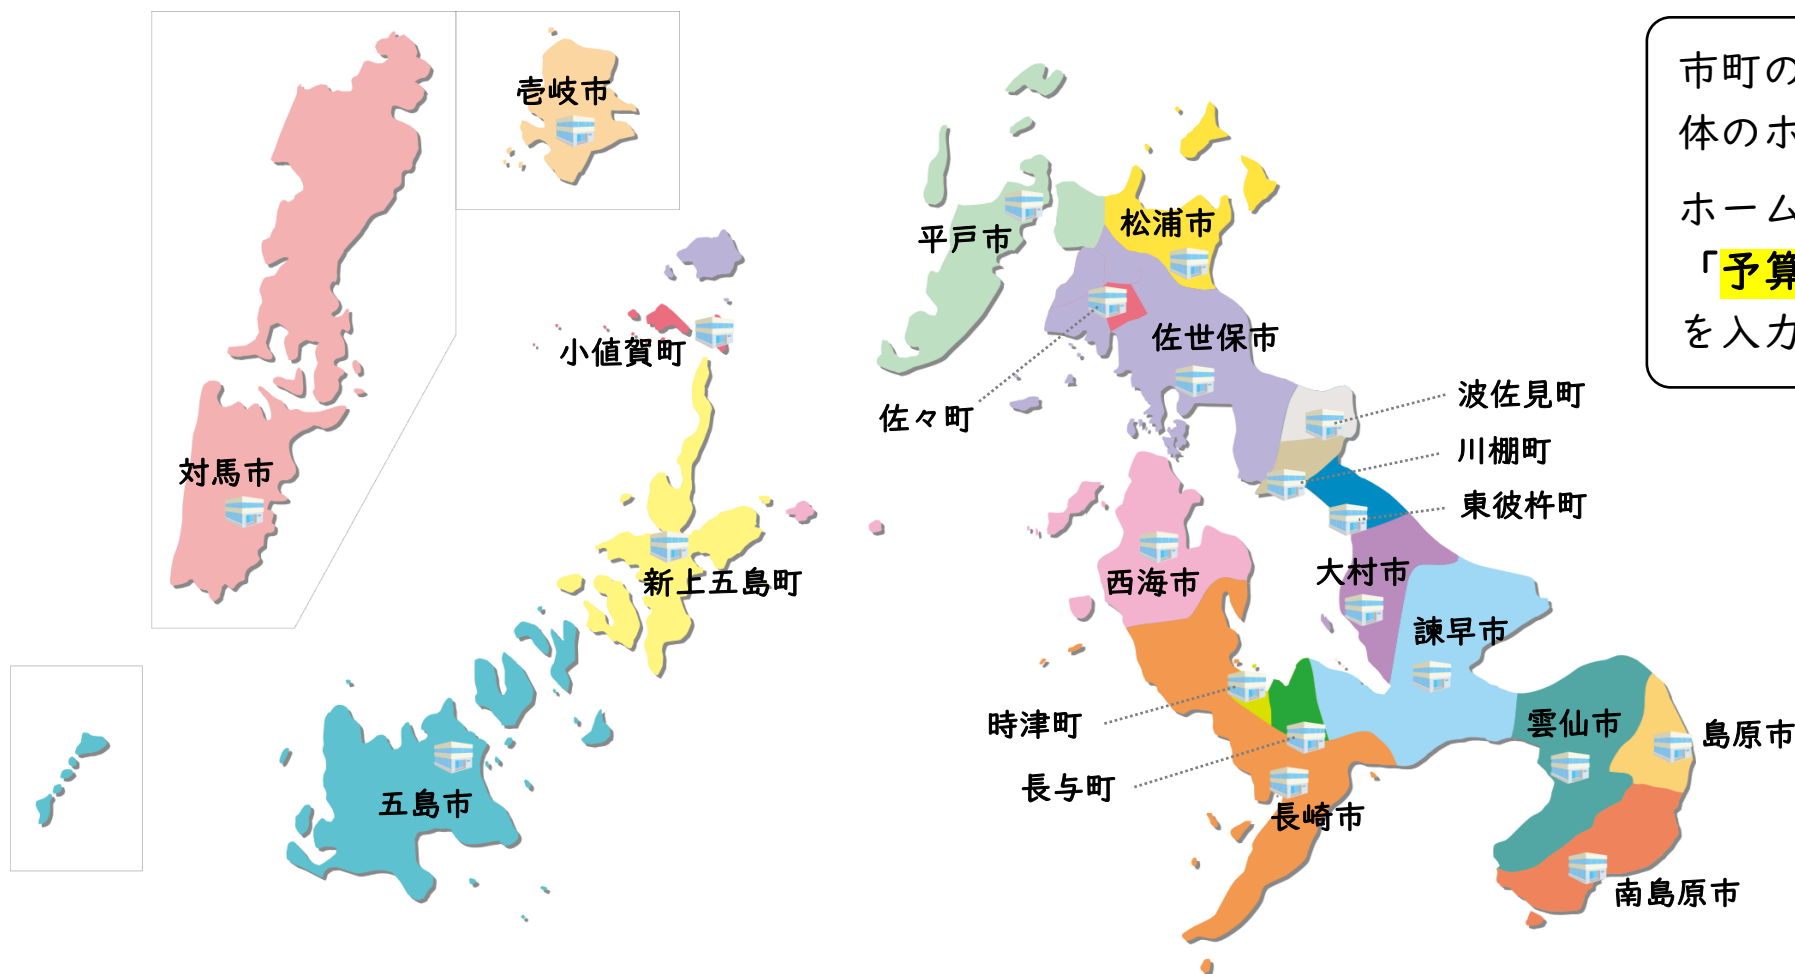 壱岐市
対馬市
小値賀町
新上五島町
五島市
平戸市
松浦市
佐々町
佐世保市
波佐見町
川棚町
東彼杵町
西海市
大村市
諫早市
時津町
長与町
長崎市
雲仙市
島原市
南島原市
市町の
体のホ
ホーム
「予算
を入力